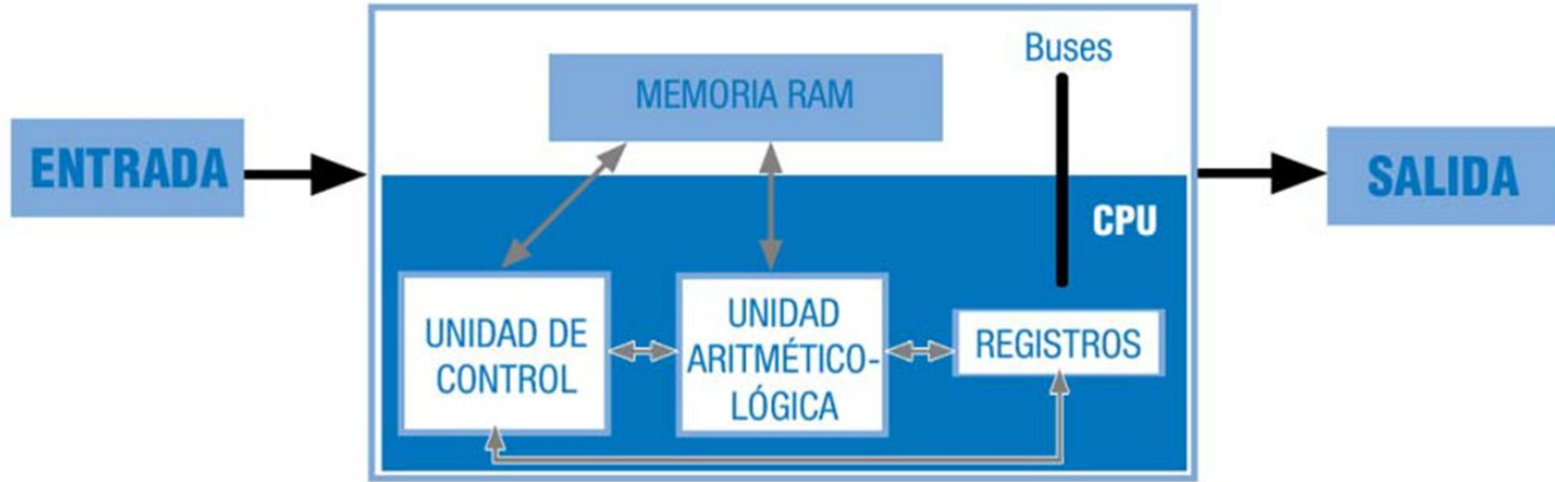 Buses
MEMORIA RAM
ENTRADA
SALIDA
CPU
UNIDAD DE
CONTROL
UNIDAD
ARITMÉTICO-
LÓGICA
REGISTROS